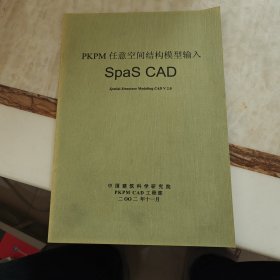 PKPM 任意空间结构模型输入
SpaS CAD
Spatial Structure Modeling CAD V 2.0
中国建筑科学研究院
PKPM CAD 工程部
二〇〇二年十一月